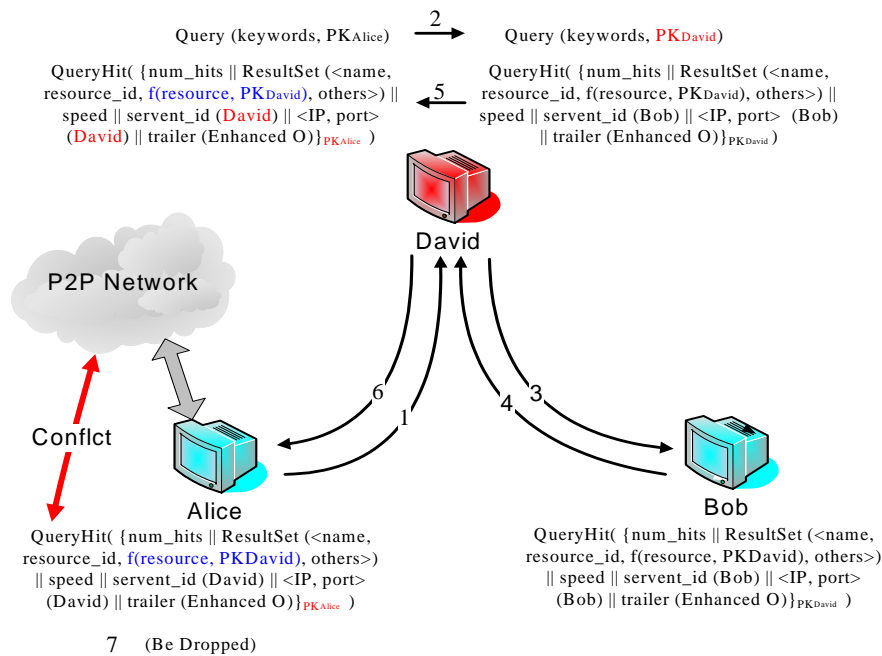 2
Query (keywords, PKAlice)
Query (keywords, PKDavid)
QueryHit( {num_hits || ResultSet (<name,
resource_id, f(resource, PKDavid), others>) ||
speed || servent_id (David) || <IP, port>
(David) || trailer (Enhanced O)}PKAlice )
5
QueryHit( {num_hits || ResultSet (<name,
resource_id, f(resource, PKDavid), others>) ||
speed || servent_id (Bob) || <IP, port> (Bob)
|| trailer (Enhanced O)}PKDavid )
David
P2P Network
6
1
4
3
Conflct
Alice
Bob
QueryHit( {num_hits || ResultSet (<name,
resource_id, f(resource, PKDavid), others>)
|| speed || servent_id (David) || <IP, port>
(David) || trailer (Enhanced O)}PKAlice )
QueryHit( {num_hits || ResultSet (<name,
resource_id, f(resource, PKDavid), others>)
|| speed || servent_id (Bob) || <IP, port>
(Bob) || trailer (Enhanced O)}PKDavid )
7 (Be Dropped)